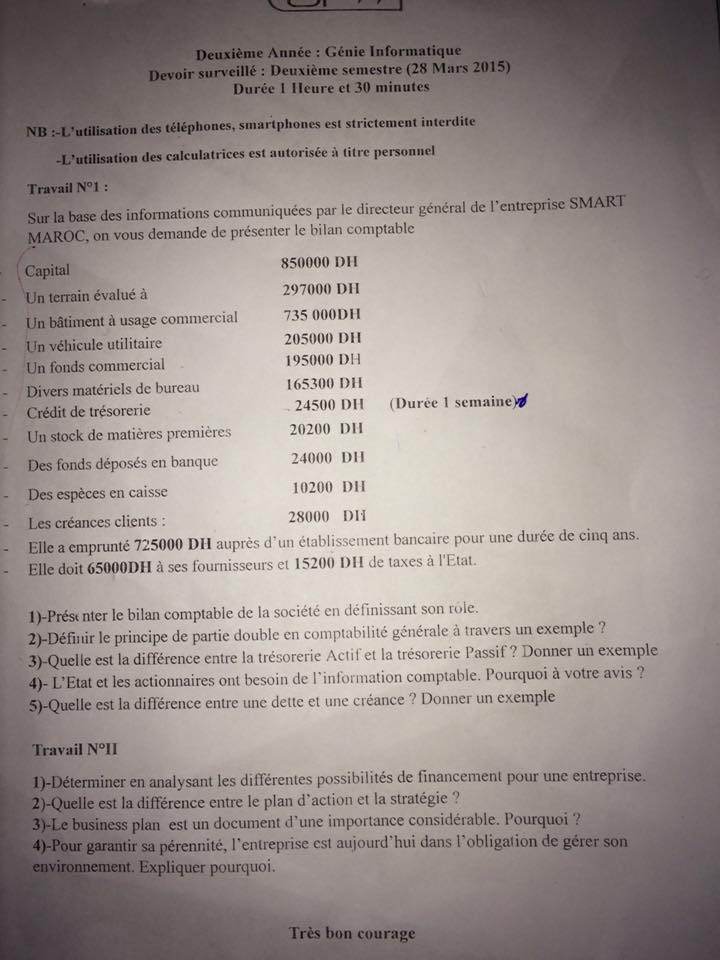 Deuxième Année : Génie Informatique
Devoir surveillé : Deuxième semestre (28 Mars 2015)
Durée 1 Heure et 30 minutes
NB :-L'utilisation des téléphones, smartphones est strictement interdite
-L'utilisation des calculatrices est autorisée à titre personnel
Travail N°1 :
Sur la base des informations communiquées par le directeur général de l'entreprise SMART
MAROC, on vous demande de présenter le bilan comptable
- Capital 850000 DH
- Un terrain évalué à 297000 DH
- Un bâtiment à usage commercial 735 000DH
- Un véhicule utilitaire 205000 DH
- Un fonds commercial 195000 DH
- Divers matériels de bureau 165300 DH
- Crédit de trésorerie 24500 DH (Durée 1 semaine)
- Un stock de matières premières 20200 DH
- Des fonds déposés en banque 24000 DH
- Des espèces en caisse 10200 DH
- Les créances clients : 28000 DH
- Elle a emprunté 725000 DH auprès d'un établissement bancaire pour une durée de cinq ans.
- Elle doit 65000DH à ses fournisseurs et 15200 DH de taxes à l'Etat.
1)-Présenter le bilan comptable de la société en définissant son role.
2)-Définir le principe de partie double en comptabilité générale à travers un exemple ?
3)-Quelle est la différence entre la trésorerie Actif et la trésorerie Passif ? Donner un exemple
4)- L'Etat et les actionnaires ont besoin de l'information comptable. Pourquoi à votre avis ?
5)-Quelle est la différence entre une dette et une créance ? Donner un exemple
Travail N°II
1)-Déterminer en analysant les différentes possibilités de financement pour une entreprise.
2)-Quelle est la différence entre le plan d'action et la stratégie ?
3)-Le business plan est un document d'une importance considérable. Pourquoi ?
4)-Pour garantir sa pérennité, l'entreprise est aujourd'hui dans l'obligation de gérer son
environnement. Expliquer pourquoi.
Très bon courage